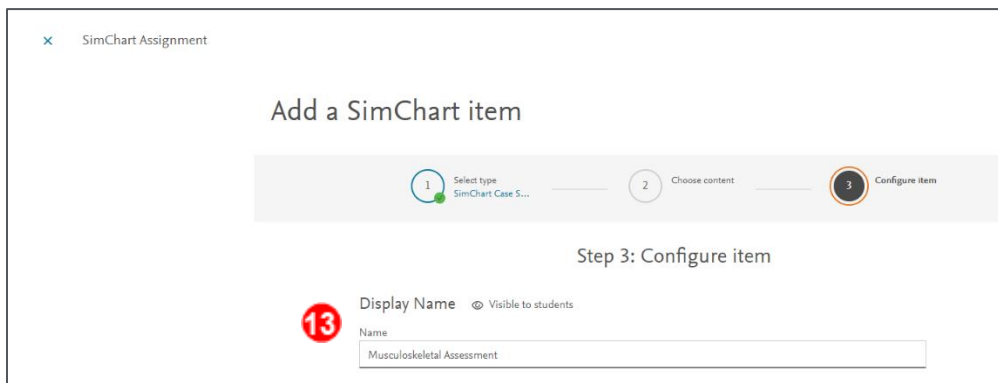 × SimChart Assignment
Add a SimChart item
1 Select type
SimChart Case S...
2 Choose content
3 Configure item
Step 3: Configure item
Display Name Visible to students
13
Name
Musculoskeletal Assessment